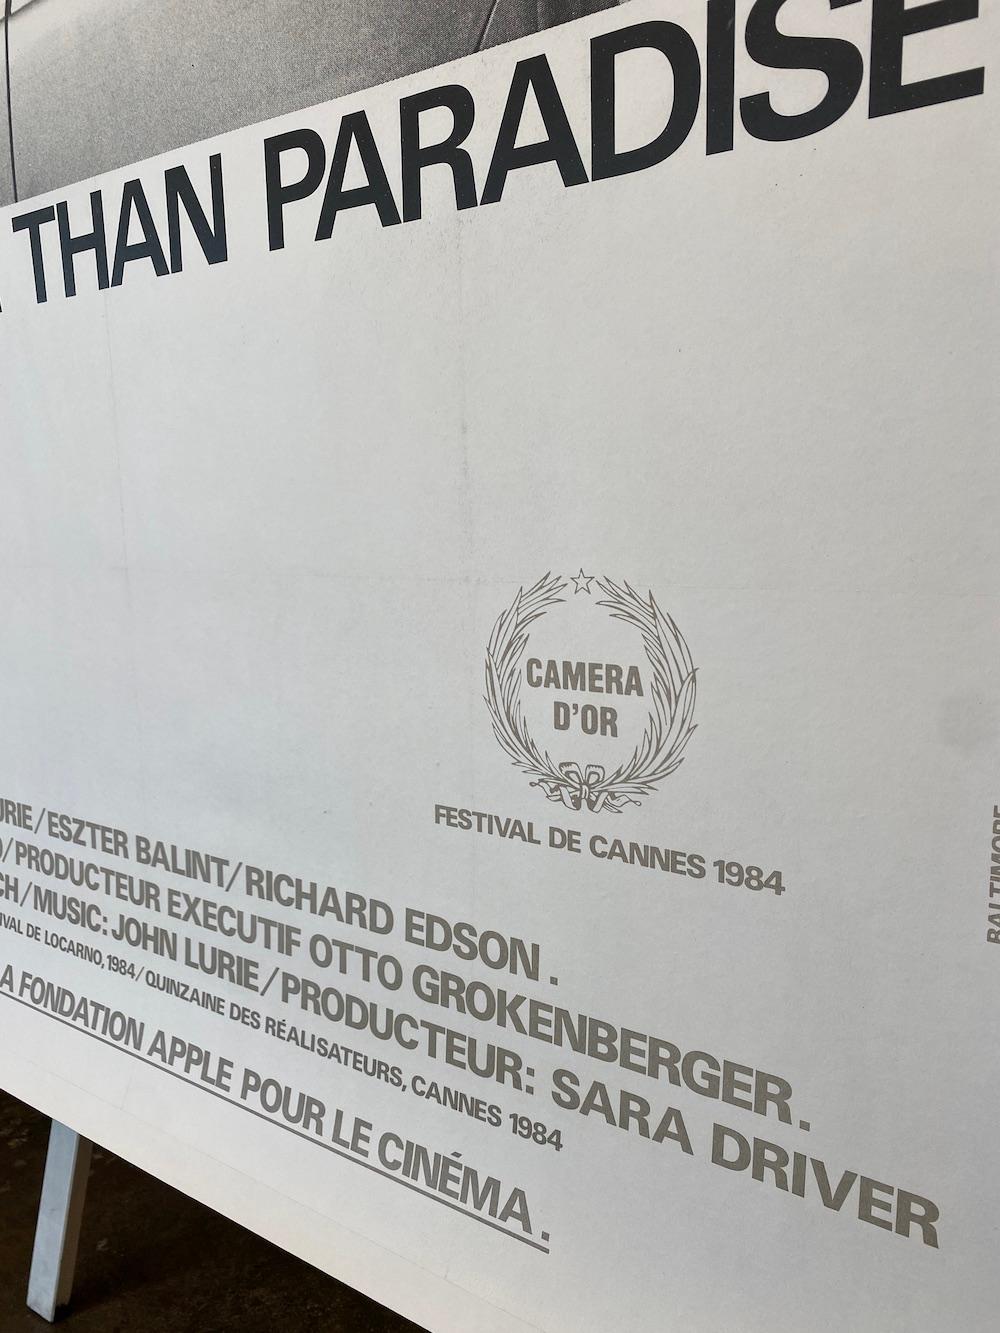 THAN PARADISE
CAMERA
D'OR
FESTIVAL DE CANNES 1984
URIE/ESZTER BALINT/RICHARD EDSON.
/PRODUCTEUR EXECUTIF OTTO GROKENBERGER.
CH/MUSIC: JOHN LURIE/PRODUCTEUR: SARA DRIVER
IVAL DE LOCARNO, 1984/QUINZAINE DES RÉALISATEURS, CANNES 1984
A FONDATION APPLE POUR LE CINÉMA.
BALTIMORE